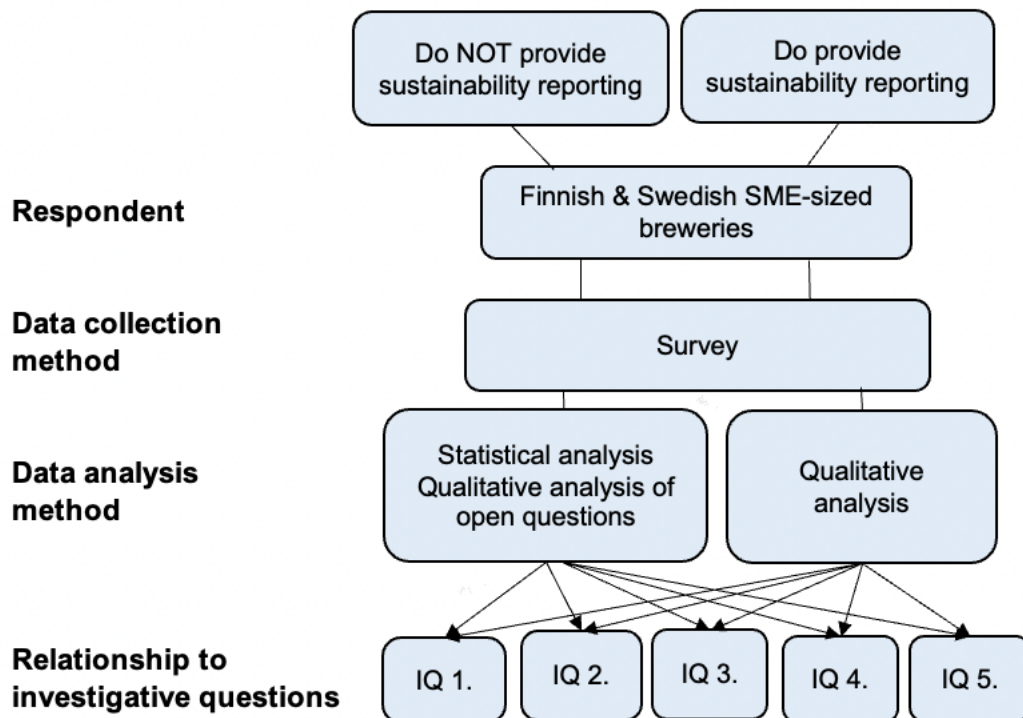 Do NOT provide
sustainability reporting
Do provide
sustainability reporting
Respondent
Finnish & Swedish SME-sized
breweries
Data collection
method
Survey
Data analysis
method
Statistical analysis
Qualitative analysis of
open questions
Qualitative
analysis
Relationship to
investigative questions
IQ 1.
IQ 2.
IQ 3.
IQ 4.
IQ 5.